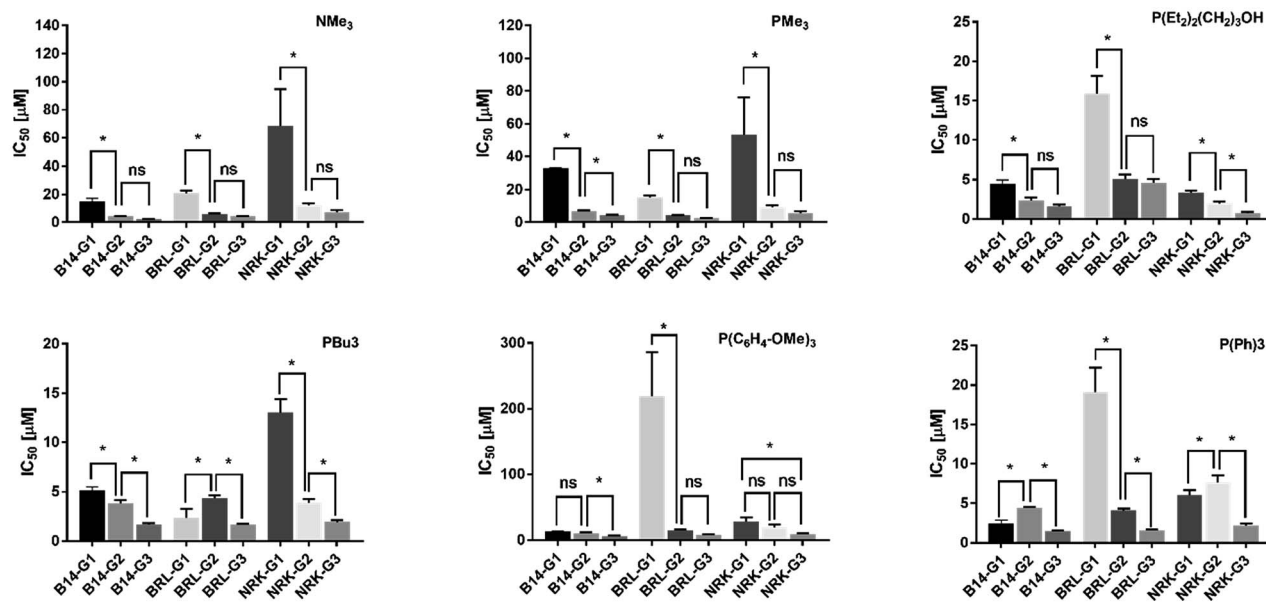 NMe3
IC50 [µM]
140
120
100
80
60
40
20
0
*
ns
*
ns
*
ns
B14-G1
B14-G2
B14-G3
BRL-G1
BRL-G2
BRL-G3
NRK-G1
NRK-G2
NRK-G3
PMe3
IC50 [µM]
120
100
80
60
40
20
0
*
*
*
ns
*
ns
B14-G1
B14-G2
B14-G3
BRL-G1
BRL-G2
BRL-G3
NRK-G1
NRK-G2
NRK-G3
P(Et2)2(CH2)3OH
IC50 [µM]
25
20
15
10
5
0
*
ns
*
ns
*
*
B14-G1
B14-G2
B14-G3
BRL-G1
BRL-G2
BRL-G3
NRK-G1
NRK-G2
NRK-G3
PBu3
IC50 [µM]
20
15
10
5
0
*
*
*
*
*
*
B14-G1
B14-G2
B14-G3
BRL-G1
BRL-G2
BRL-G3
NRK-G1
NRK-G2
NRK-G3
P(C6H4-OMe)3
IC50 [µM]
300
200
100
0
ns
*
*
ns
*
ns
ns
B14-G1
B14-G2
B14-G3
BRL-G1
BRL-G2
BRL-G3
NRK-G1
NRK-G2
NRK-G3
P(Ph)3
IC50 [µM]
25
20
15
10
5
0
*
*
*
*
*
*
B14-G1
B14-G2
B14-G3
BRL-G1
BRL-G2
BRL-G3
NRK-G1
NRK-G2
NRK-G3